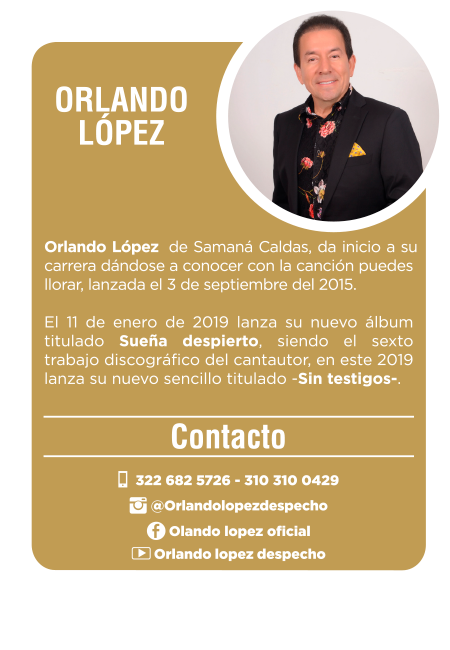 ORLANDO
LÓPEZ
Orlando López de Samaná Caldas, da inicio a su
carrera dándose a conocer con la canción puedes
llorar, lanzada el 3 de septiembre del 2015.
El 11 de enero de 2019 lanza su nuevo álbum
titulado Sueña despierto, siendo el sexto
trabajo discográfico del cantautor, en este 2019
lanza su nuevo sencillo titulado -Sin testigos-.
Contacto
322 682 5726 - 310 310 0429
@Orlandolopezdespecho
Olando lopez oficial
Orlando lopez despecho